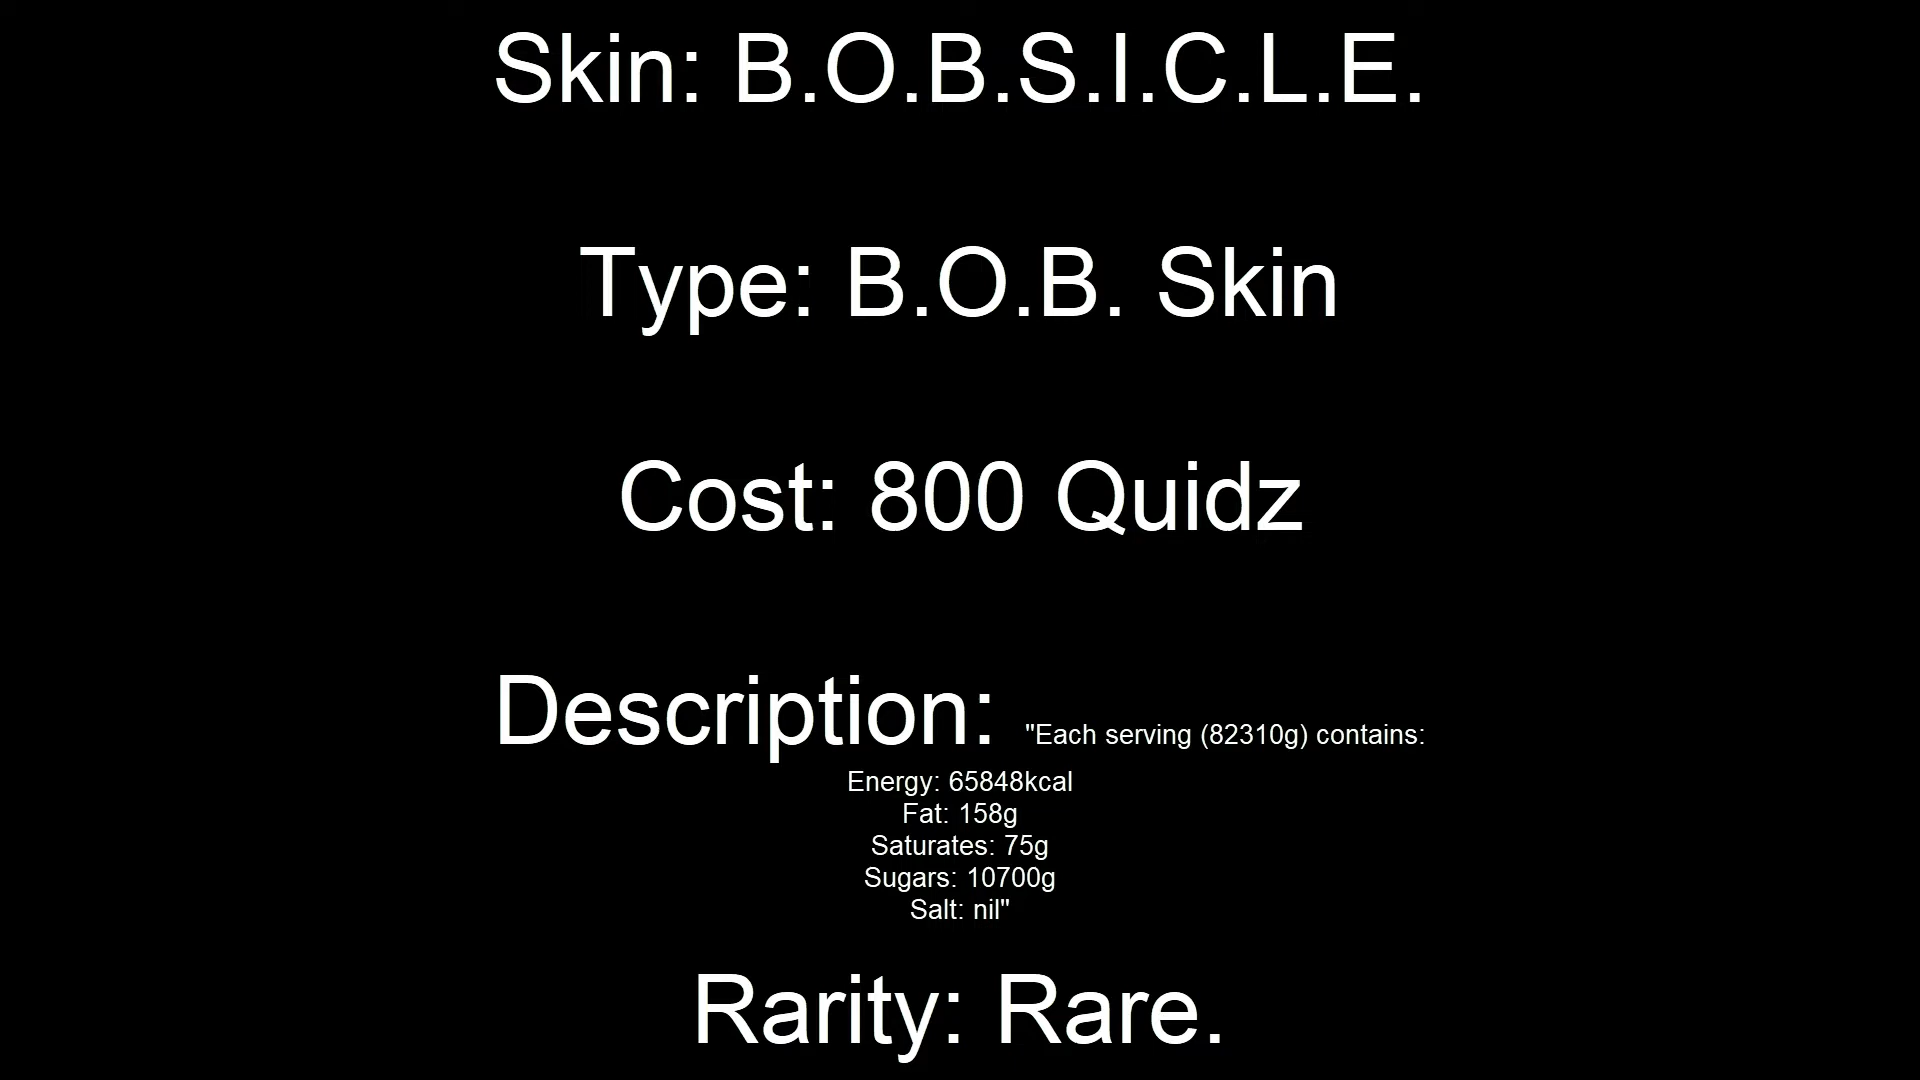 Skin: B.O.B.S.I.C.L.E.
Type: B.O.B. Skin
Cost: 800 Quidz
Description: "Each serving (82310g) contains:
Energy: 65848kcal
Fat: 158g
Saturates: 75g
Sugars: 10700g
Salt: nil"
Rarity: Rare.